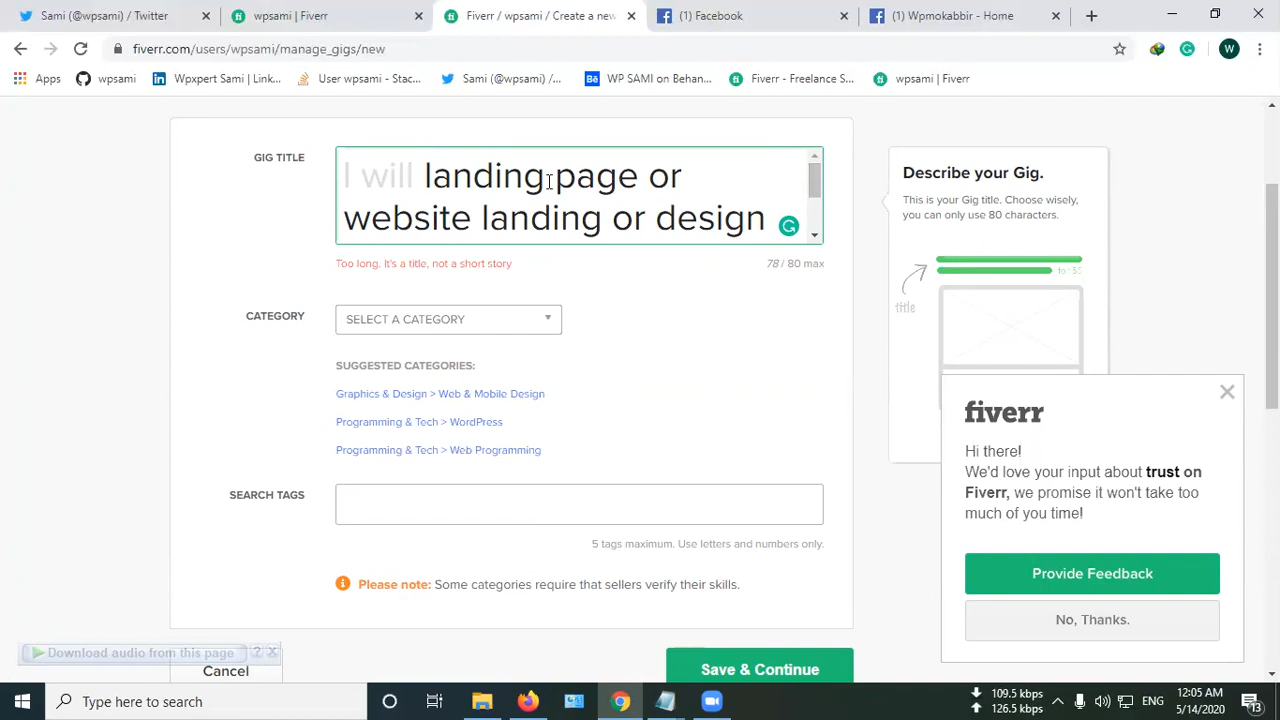 Sami (@wpsami) / Twitter
wpsami | Fiverr
Fiverr / wpsami / Create a new
(1) Facebook
(1) Wpmokabbir - Home
fiverr.com/users/wpsami/manage_gigs/new
W
Apps
wpsami
Wpxpert Sami | Link...
User wpsami - Stac...
Sami (@wpsami) /...
WP SAMI on Behan...
Fiverr - Freelance S...
wpsami | Fiverr
GIG TITLE
I will landing page or
website landing or design
Too long. It's a title, not a short story
78 / 80 max
Describe your Gig.
This is your Gig title. Choose wisely,
you can only use 80 characters.
title
CATEGORY
SELECT A CATEGORY
SUGGESTED CATEGORIES:
Graphics & Design > Web & Mobile Design
Programming & Tech > WordPress
Programming & Tech > Web Programming
SEARCH TAGS
5 tags maximum. Use letters and numbers only.
Please note: Some categories require that sellers verify their skills.
fiverr
Hi there!
We'd love your input about trust on
Fiverr, we promise it won't take too
much of you time!
Provide Feedback
No, Thanks.
Download audio from this page
?
Cancel
Save & Continue
Type here to search
109.5 kbps
126.5 kbps
ENG
12:05 AM
5/14/2020
13